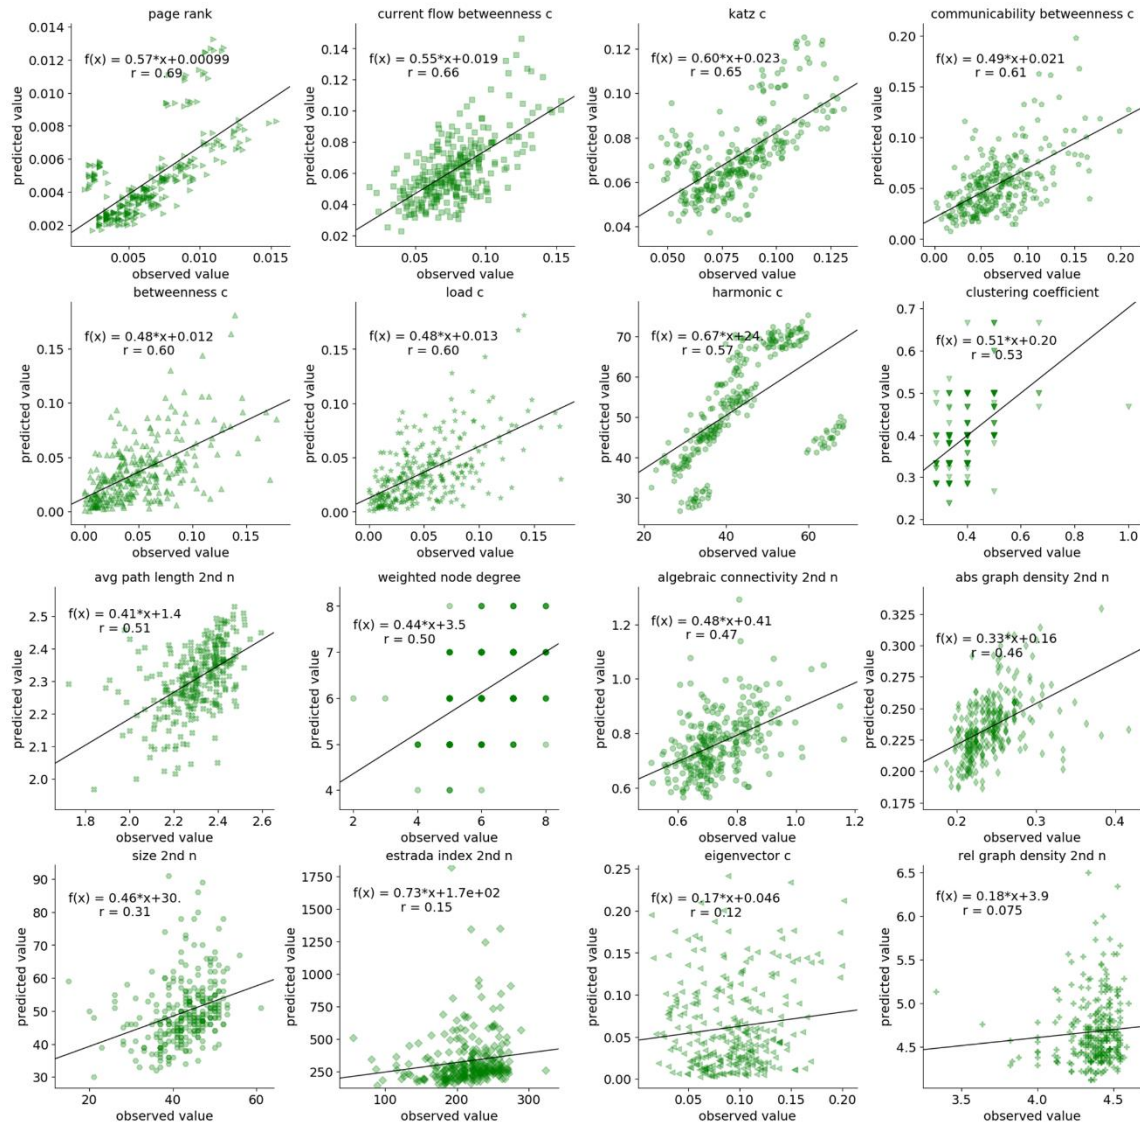 page rank
f(x) = 0.57*x+0.00099
r = 0.69
predicted value
0.014
0.012
0.010
0.008
0.006
0.004
0.002
0.005 0.010 0.015
observed value
current flow betweenness c
f(x) = 0.55*x+0.019
r = 0.66
predicted value
0.14
0.12
0.10
0.08
0.06
0.04
0.02
0.05 0.10 0.15
observed value
katz c
f(x) = 0.60*x+0.023
r = 0.65
predicted value
0.12
0.10
0.08
0.06
0.04
0.050 0.075 0.100 0.125
observed value
communicability betweenness c
f(x) = 0.49*x+0.021
r = 0.61
predicted value
0.20
0.15
0.10
0.05
0.00
0.00 0.05 0.10 0.15 0.20
observed value
betweenness c
f(x) = 0.48*x+0.012
r = 0.60
predicted value
0.15
0.10
0.05
0.00
0.00 0.05 0.10 0.15
observed value
load c
f(x) = 0.48*x+0.013
r = 0.60
predicted value
0.15
0.10
0.05
0.00
0.00 0.05 0.10 0.15
observed value
harmonic c
f(x) = 0.67*x+24.
r = 0.57
predicted value
70
60
50
40
30
20 40 60
observed value
clustering coefficient
f(x) = 0.51*x+0.20
r = 0.53
predicted value
0.7
0.6
0.5
0.4
0.3
0.2
0.4 0.6 0.8 1.0
observed value
avg path length 2nd n
f(x) = 0.41*x+1.4
r = 0.51
predicted value
2.5
2.4
2.3
2.2
2.1
2.0
1.8 2.0 2.2 2.4 2.6
observed value
weighted node degree
f(x) = 0.44*x+3.5
r = 0.50
predicted value
8
7
6
5
4
2 4 6 8
observed value
algebraic connectivity 2nd n
f(x) = 0.48*x+0.41
r = 0.47
predicted value
1.2
1.0
0.8
0.6
0.6 0.8 1.0 1.2
observed value
abs graph density 2nd n
f(x) = 0.33*x+0.16
r = 0.46
predicted value
0.325
0.300
0.275
0.250
0.225
0.200
0.175
0.2 0.3 0.4
observed value
size 2nd n
f(x) = 0.46*x+30.
r = 0.31
predicted value
90
80
70
60
50
40
30
20 40 60
observed value
estrada index 2nd n
f(x) = 0.73*x+1.7e+02
r = 0.15
predicted value
1750
1500
1250
1000
750
500
250
100 200 300
observed value
eigenvector c
f(x) = 0.17*x+0.046
r = 0.12
predicted value
0.25
0.20
0.15
0.10
0.05
0.00
0.05 0.10 0.15 0.20
observed value
rel graph density 2nd n
f(x) = 0.18*x+3.9
r = 0.075
predicted value
6.5
6.0
5.5
5.0
4.5
3.5 4.0 4.5
observed value